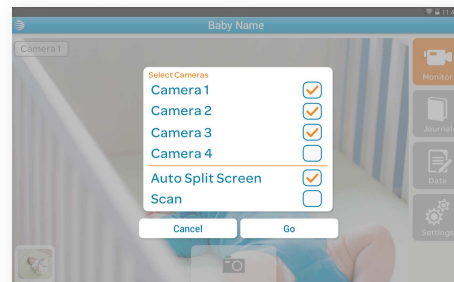 Baby Name
Camera 1
Select Cameras
Camera 1
Camera 2
Camera 3
Camera 4
Auto Split Screen
Scan
Cancel
Go
Monitor
Journal
Data
Settings